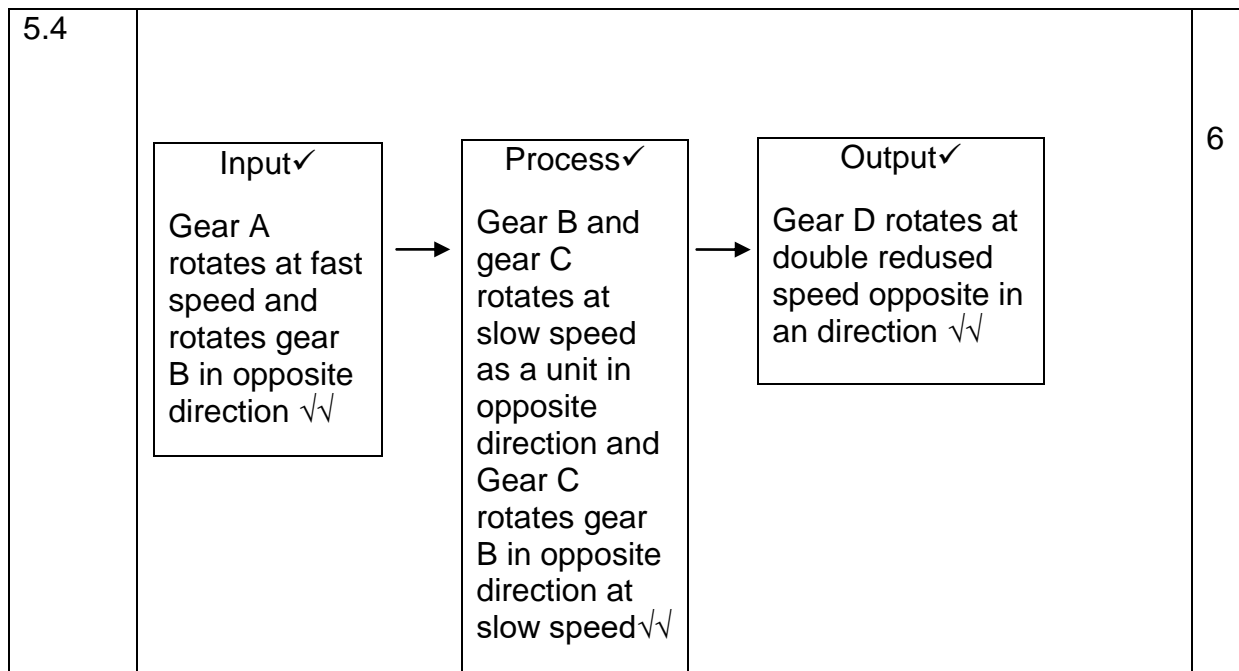 5.4
6
Input✓
Gear A
rotates at fast
speed and
rotates gear
B in opposite
direction √√
Process✓
Gear B and
gear C
rotates at
slow speed
as a unit in
opposite
direction and
Gear C
rotates gear
B in opposite
direction at
slow speed√√
Output✓
Gear D rotates at
double redused
speed opposite in
an direction √√